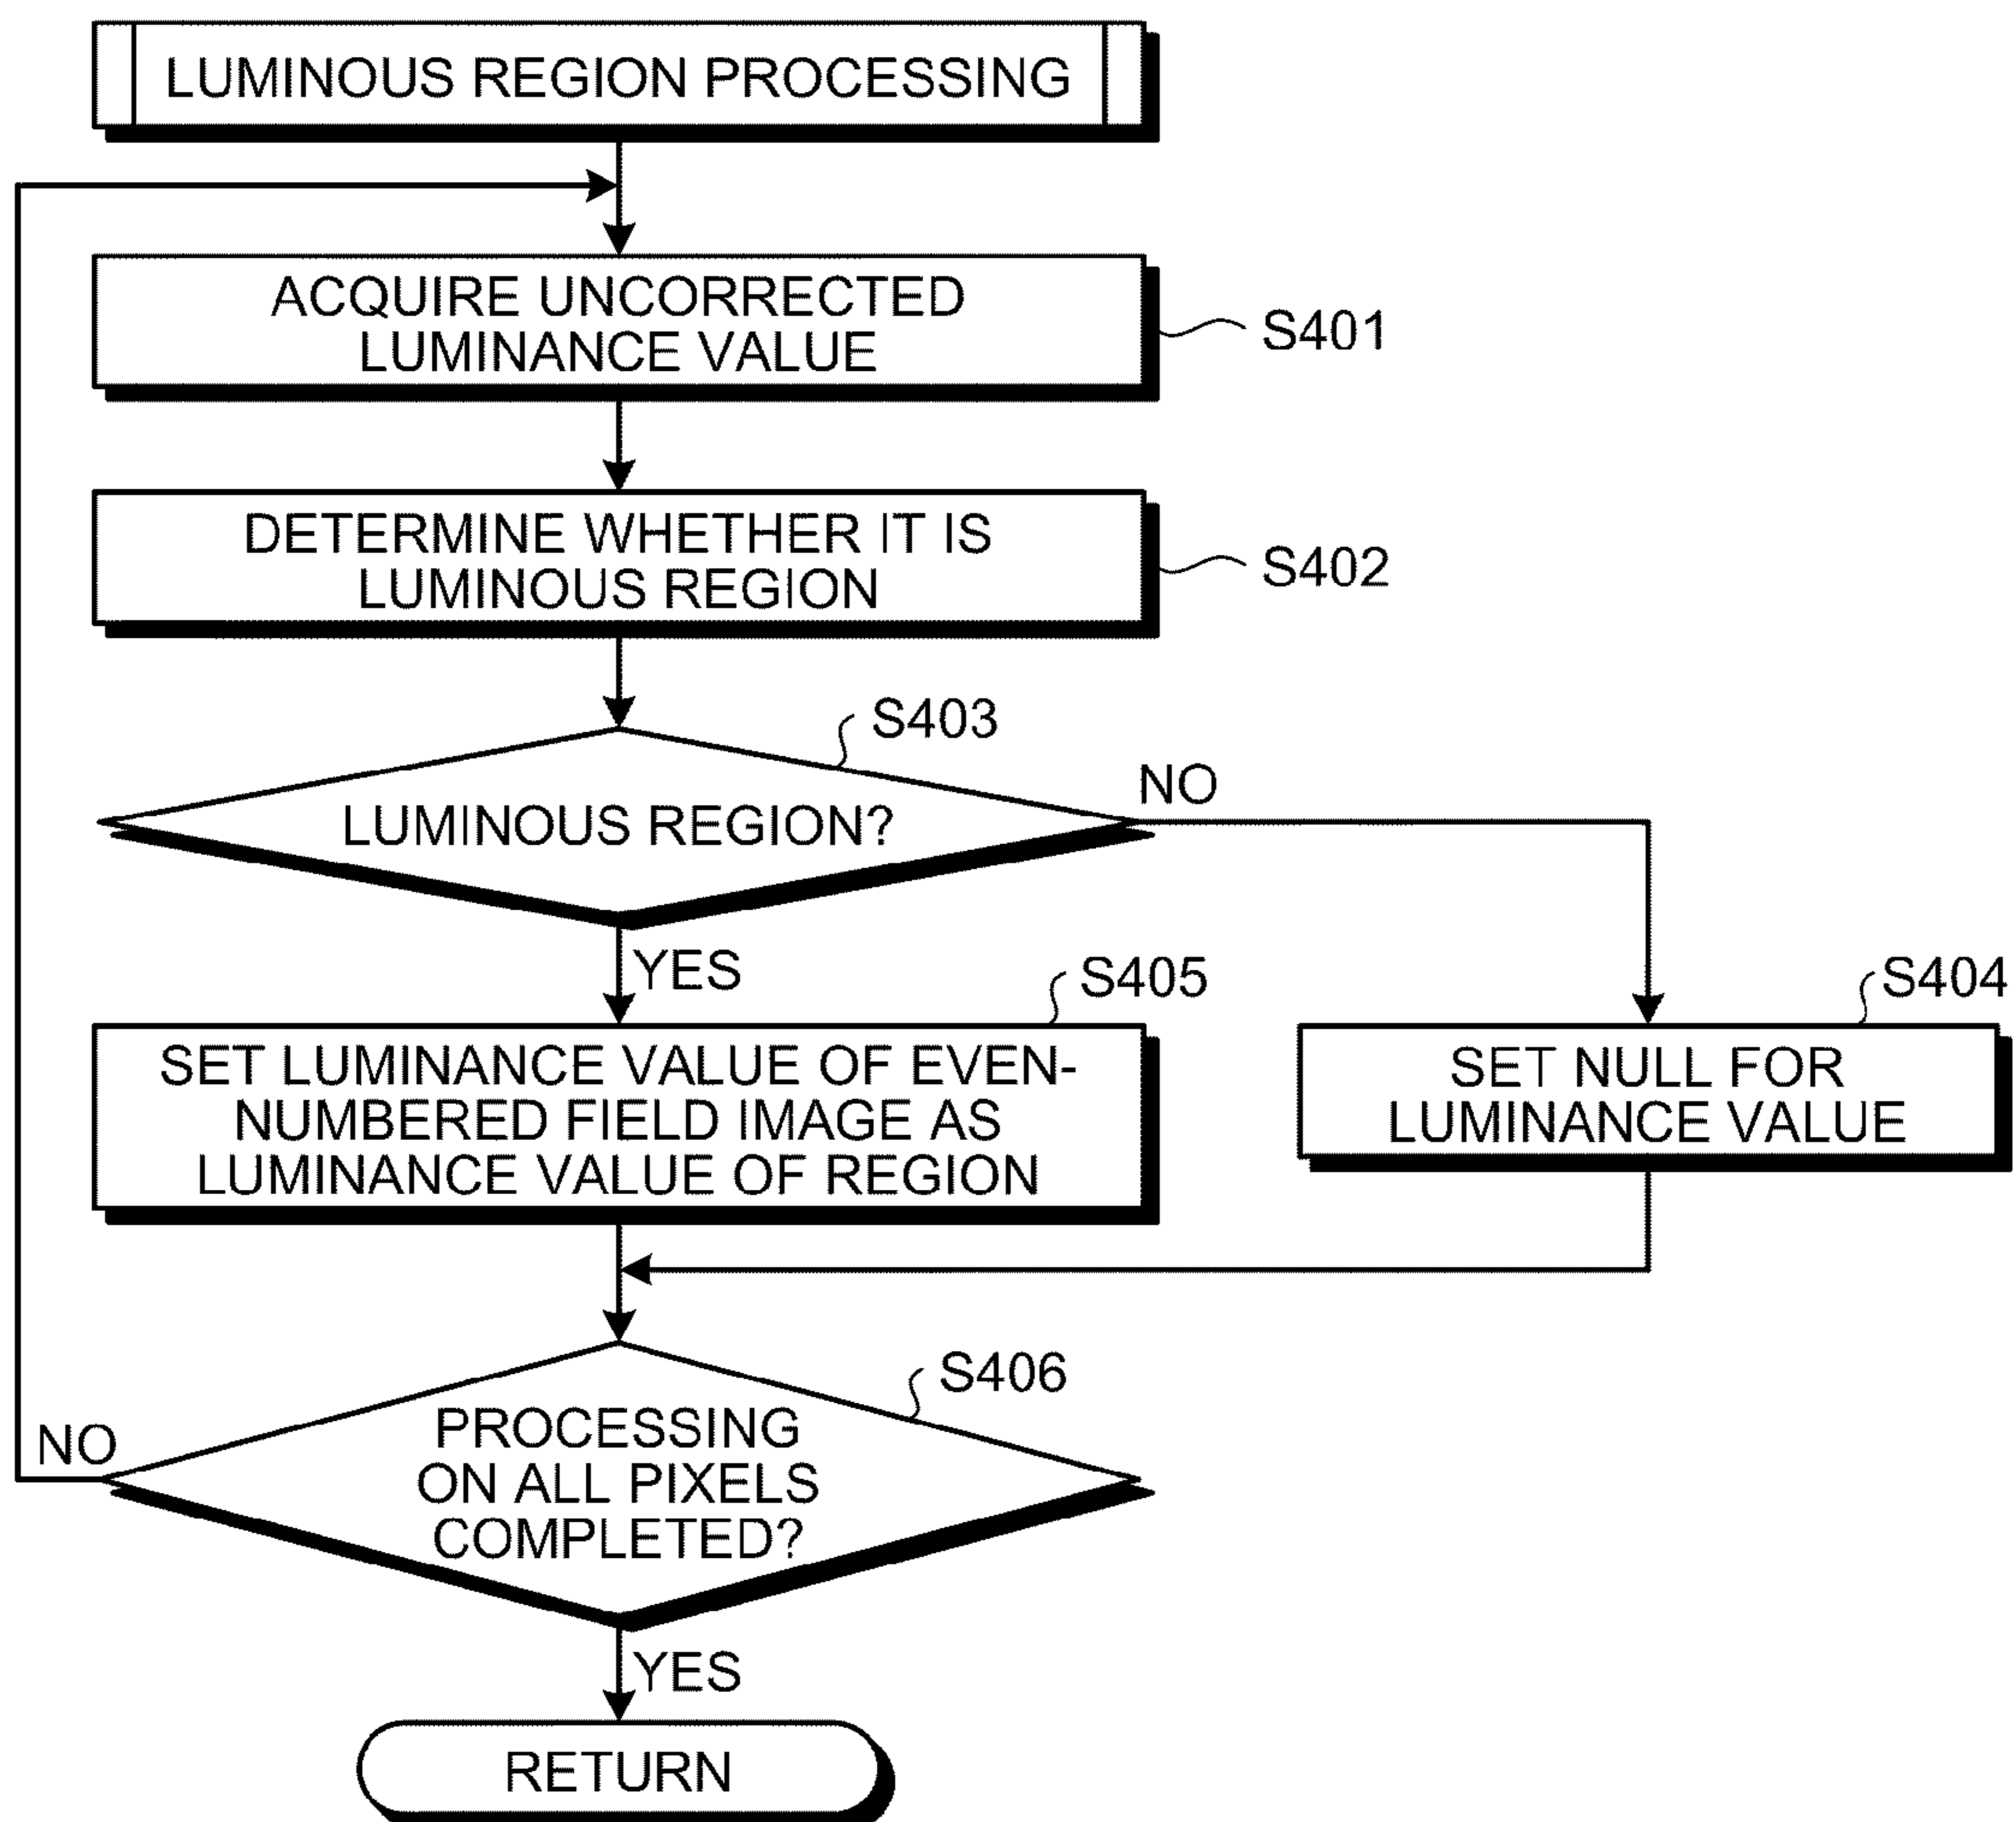 LUMINOUS REGION PROCESSING
ACQUIRE UNCORRECTED
LUMINANCE VALUE
S401
DETERMINE WHETHER IT IS
LUMINOUS REGION
S402
S403
LUMINOUS REGION?
NO
YES
S405
SET LUMINANCE VALUE OF EVEN-
NUMBERED FIELD IMAGE AS
LUMINANCE VALUE OF REGION
S404
SET NULL FOR
LUMINANCE VALUE
S406
PROCESSING
ON ALL PIXELS
COMPLETED?
NO
YES
RETURN